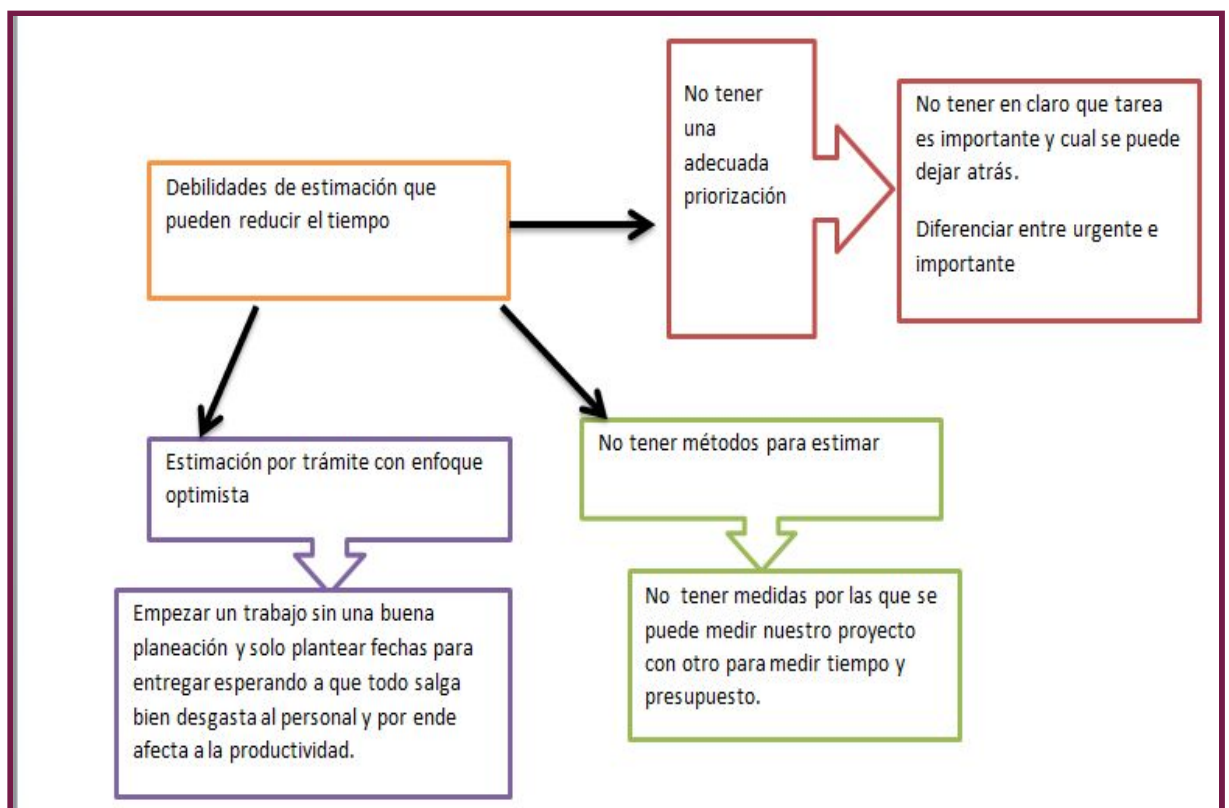 Debilidades de estimación que
pueden reducir el tiempo
No tener
una
adecuada
priorización
No tener en claro que tarea
es importante y cual se puede
dejar atrás.
Diferenciar entre urgente e
importante
Estimación por trámite con enfoque
optimista
Empezar un trabajo sin una buena
planeación y solo plantear fechas para
entregar esperando a que todo salga
bien desgasta al personal y por ende
afecta a la productividad.
No tener métodos para estimar
No tener medidas por las que se
puede medir nuestro proyecto
con otro para medir tiempo y
presupuesto.